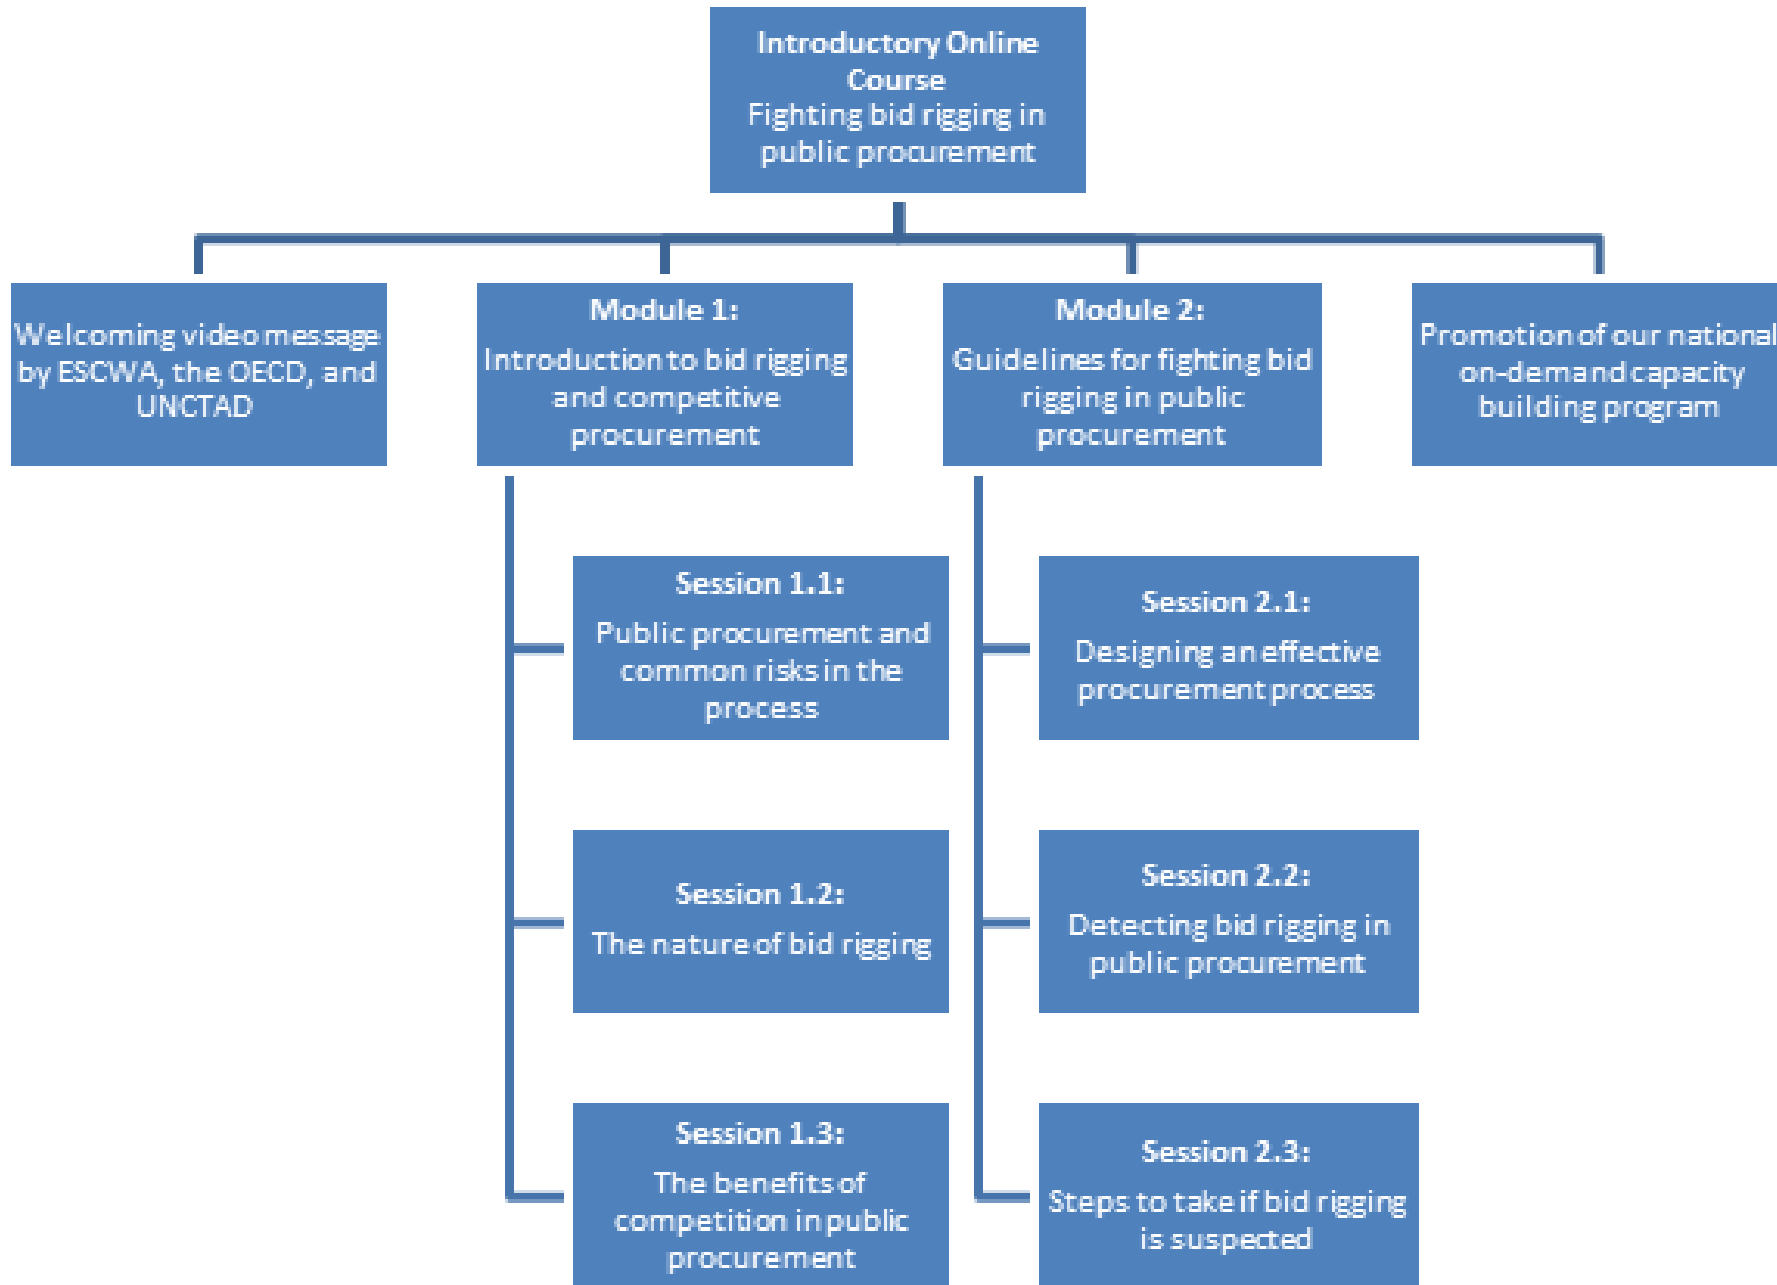 Introductory Online
Course
Fighting bid rigging in
public procurement
Welcoming video message
by ESCWA, the OECD, and
UNCTAD
Module 1:
Introduction to bid rigging
and competitive
procurement
Module 2:
Guidelines for fighting bid
rigging in public
procurement
Promotion of our national
on-demand capacity
building program
Session 1.1:
Public procurement and
common risks in the
process
Session 1.2:
The nature of bid rigging
Session 1.3:
The benefits of
competition in public
procurement
Session 2.1:
Designing an effective
procurement process
Session 2.2:
Detecting bid rigging in
public procurement
Session 2.3:
Steps to take if bid rigging
is suspected